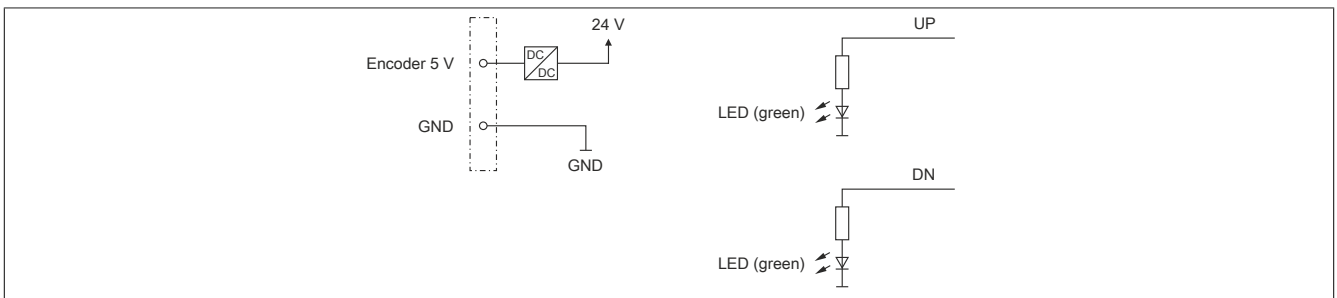 24 V
UP
DC
DC
Encoder 5 V
LED (green)
GND
GND
DN
LED (green)